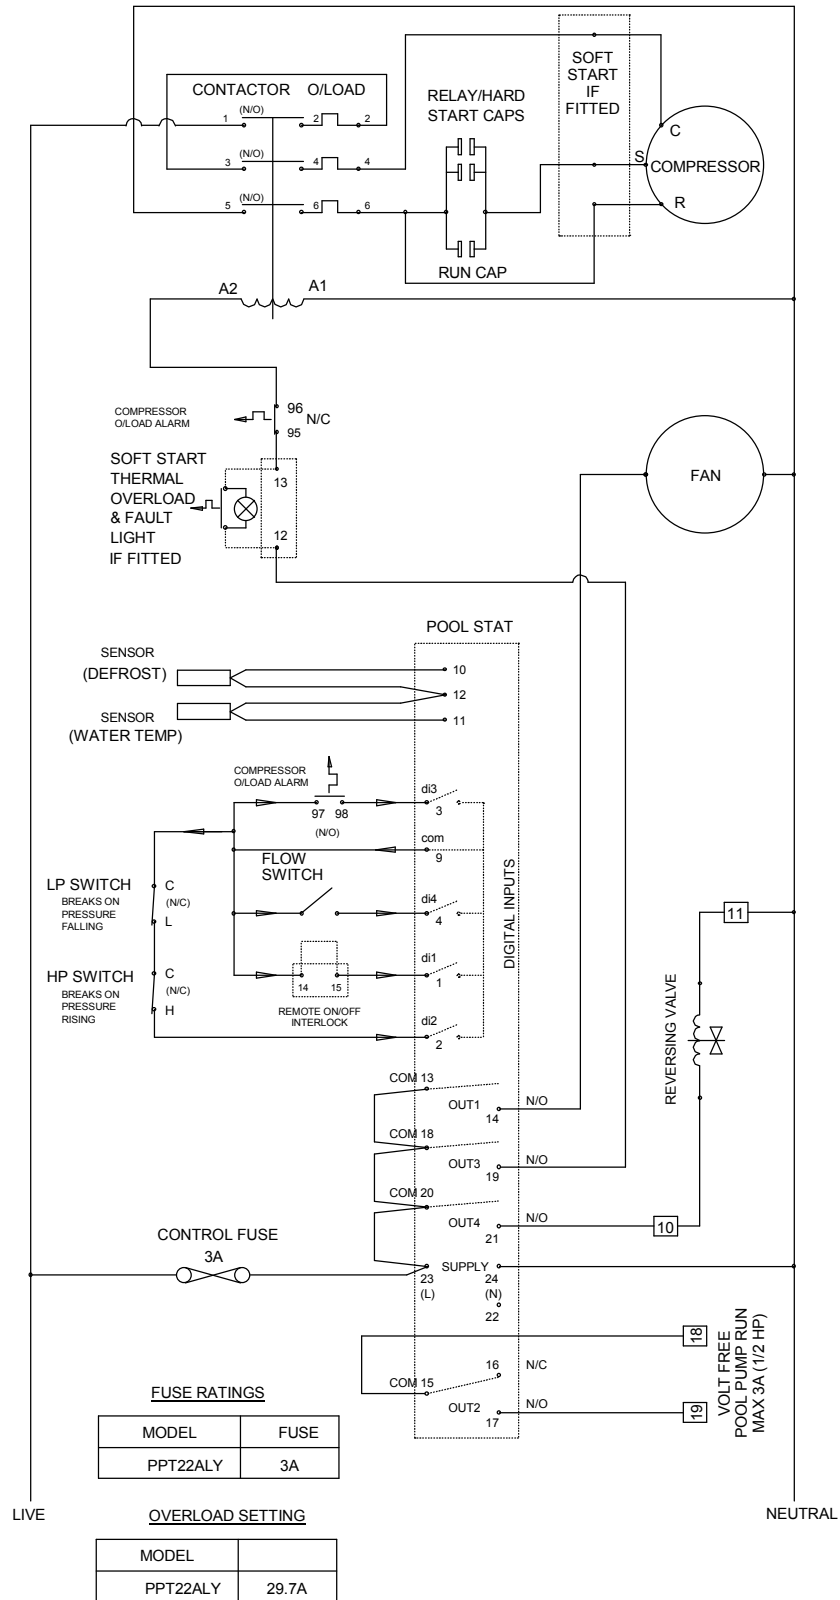 CONTACTOR O/LOAD
RELAY/HARD
START CAPS
SOFT
START
IF
FITTED
(N/O)
1 2 2
C
(N/O)
3 4 4
S COMPRESSOR
(N/O)
5 6 6
R
RUN CAP
A2 A1
COMPRESSOR
O/LOAD ALARM
96
N/C
95
SOFT START
THERMAL
OVERLOAD
& FAULT
LIGHT
IF FITTED
13
12
FAN
POOL STAT
SENSOR
(DEFROST)
10
12
11
SENSOR
(WATER TEMP)
COMPRESSOR
O/LOAD ALARM
97 98
(N/O)
di3
3
com
9
FLOW
SWITCH
di4
4
LP SWITCH
BREAKS ON
PRESSURE
FALLING
C
(N/C)
L
HP SWITCH
BREAKS ON
PRESSURE
RISING
C
(N/C)
H
14 15
REMOTE ON/OFF
INTERLOCK
di1
1
di2
2
DIGITAL INPUTS
11
REVERSING VALVE
10
COM 13
OUT1
14
N/O
COM 18
OUT3
19
N/O
COM 20
OUT4
21
N/O
CONTROL FUSE
3A
SUPPLY
23
(L)
24
(N)
22
COM 15
16
N/C
OUT2
17
N/O
18
19
VOLT FREE
POOL PUMP RUN
MAX 3A (1/2 HP)
FUSE RATINGS
MODEL FUSE
PPT22ALY 3A
LIVE
NEUTRAL
OVERLOAD SETTING
MODEL
PPT22ALY 29.7A